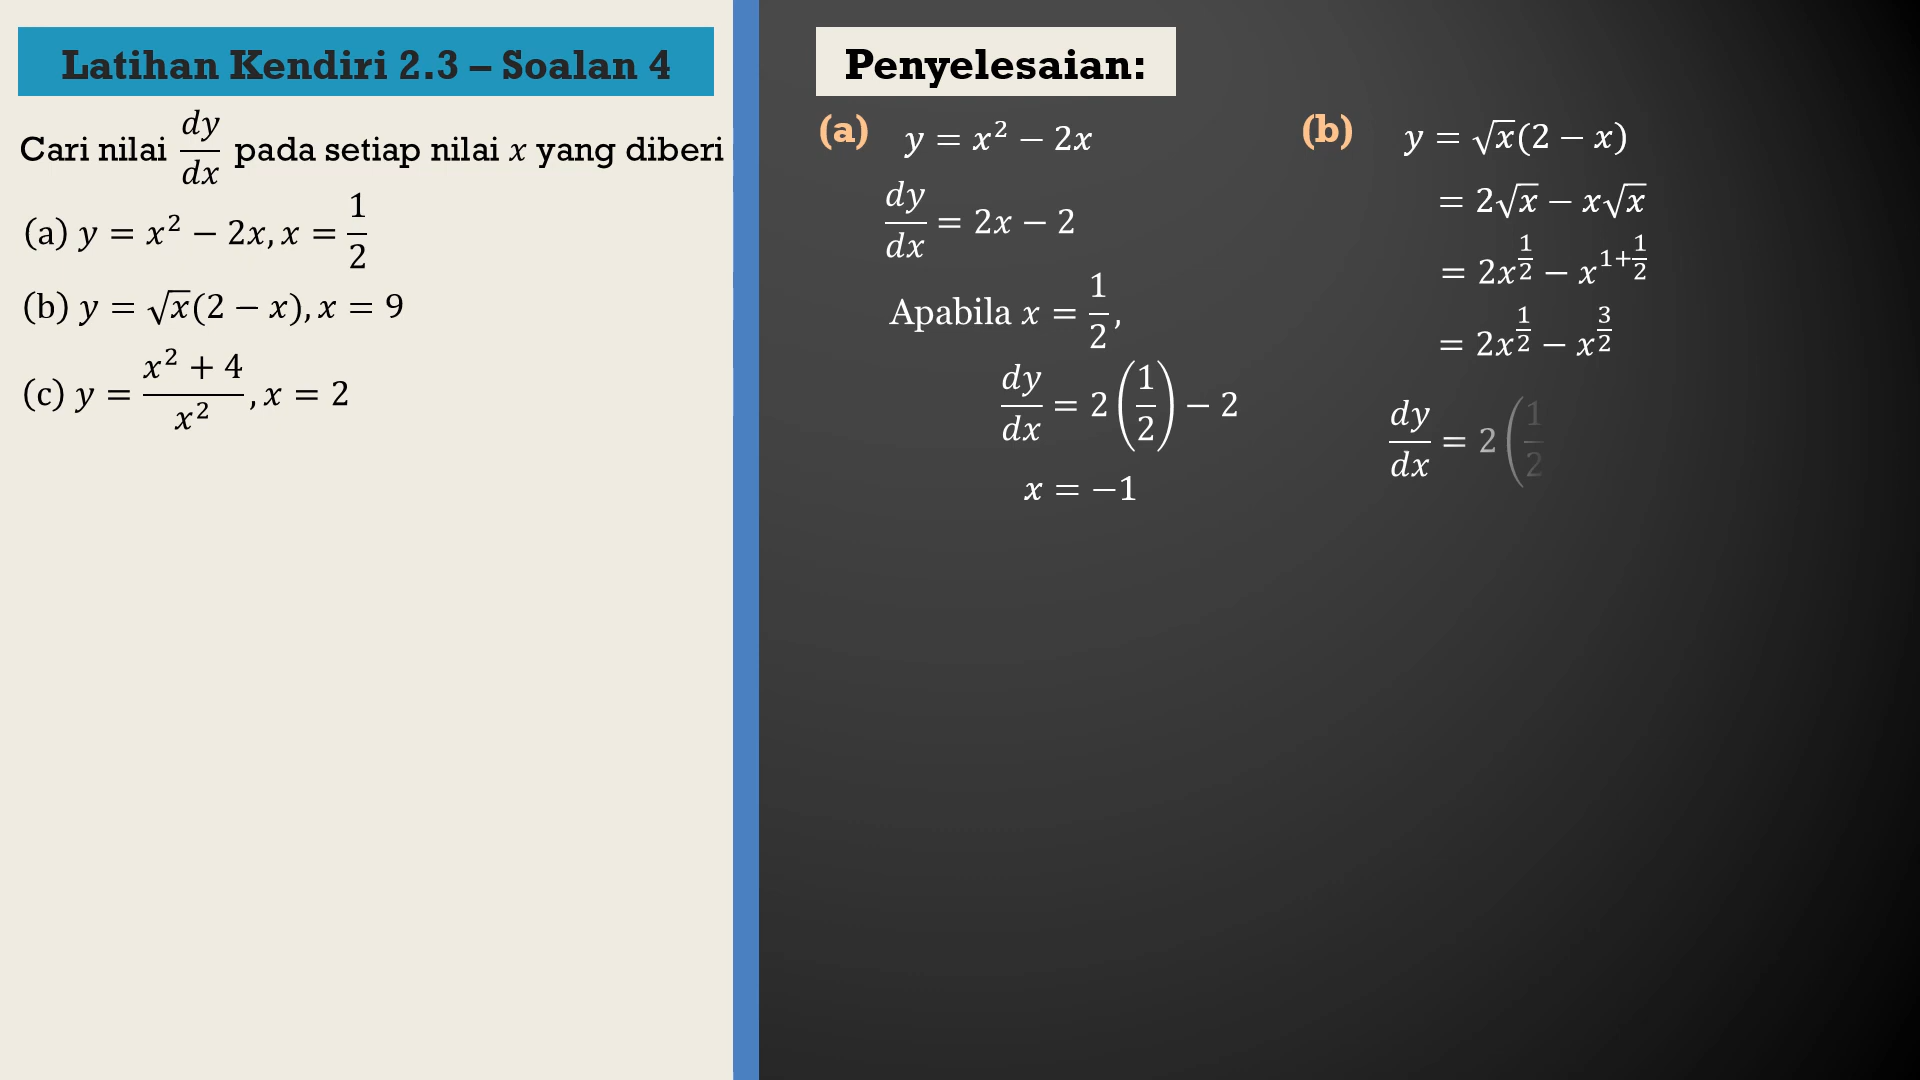 Latihan Kendiri 2.3 – Soalan 4
Cari nilai dy/dx pada setiap nilai x yang diberi
(a) y = x² − 2x, x = 1/2
(b) y = √x(2 − x), x = 9
(c) y = (x² + 4)/x², x = 2
Penyelesaian:
(a) y = x² − 2x
dy/dx = 2x − 2
Apabila x = 1/2,
dy/dx = 2(1/2) − 2
x = −1
(b) y = √x(2 − x)
= 2√x − x√x
= 2x^(1/2) − x^(1+1/2)
= 2x^(1/2) − x^(3/2)
dy/dx = 2(1/2